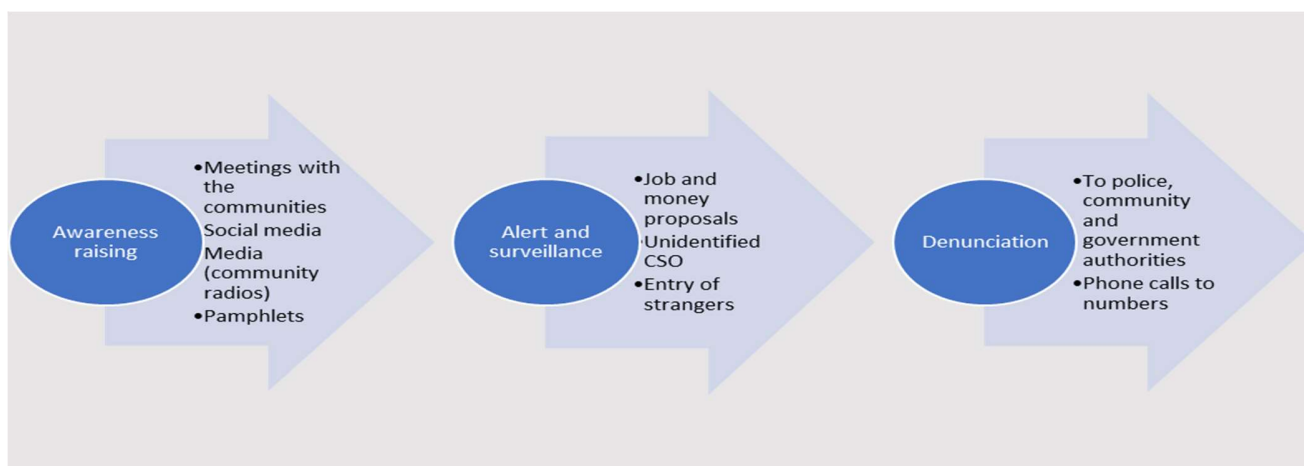 Awareness
raising
•Meetings with
the
communities
Social media
Media
(community
radios)
•Pamphlets
Alert and
surveillance
•Job and
money
proposals
•Unidentified
CSO
•Entry of
strangers
Denunciation
•To police,
community
and
government
authorities
•Phone calls to
numbers